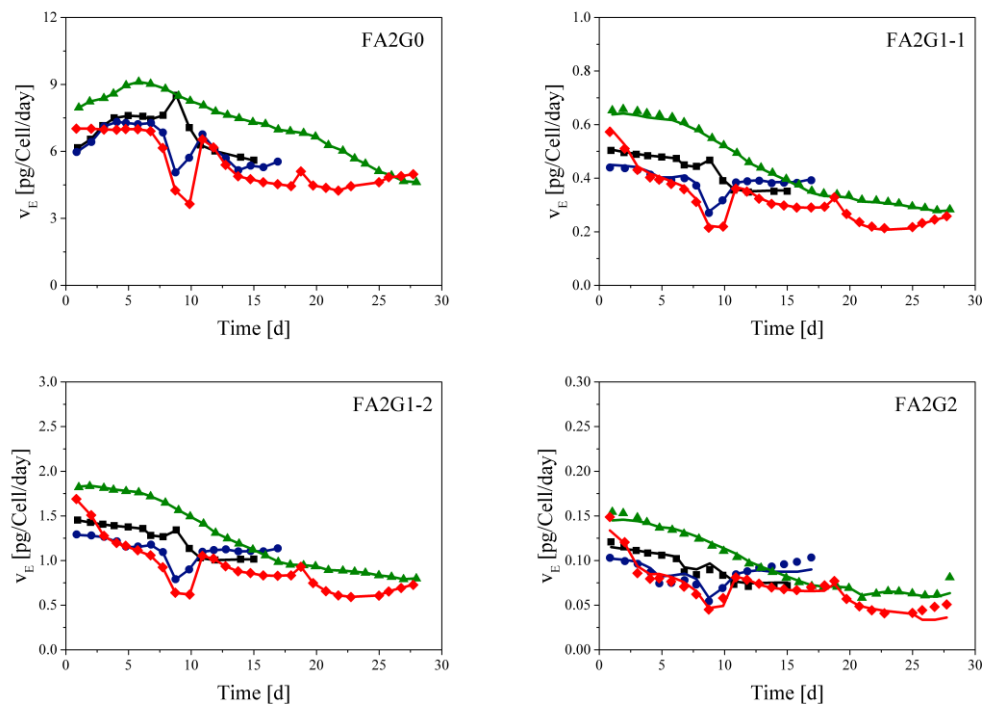 FA2G0
v_E [pg/Cell/day]
12
9
6
3
0
0 5 10 15 20 25 30
Time [d]
FA2G1-1
v_E [pg/Cell/day]
1.0
0.8
0.6
0.4
0.2
0.0
0 5 10 15 20 25 30
Time [d]
FA2G1-2
v_E [pg/Cell/day]
3.0
2.5
2.0
1.5
1.0
0.5
0.0
0 5 10 15 20 25 30
Time [d]
FA2G2
v_E [pg/Cell/day]
0.30
0.25
0.20
0.15
0.10
0.05
0.00
0 5 10 15 20 25 30
Time [d]